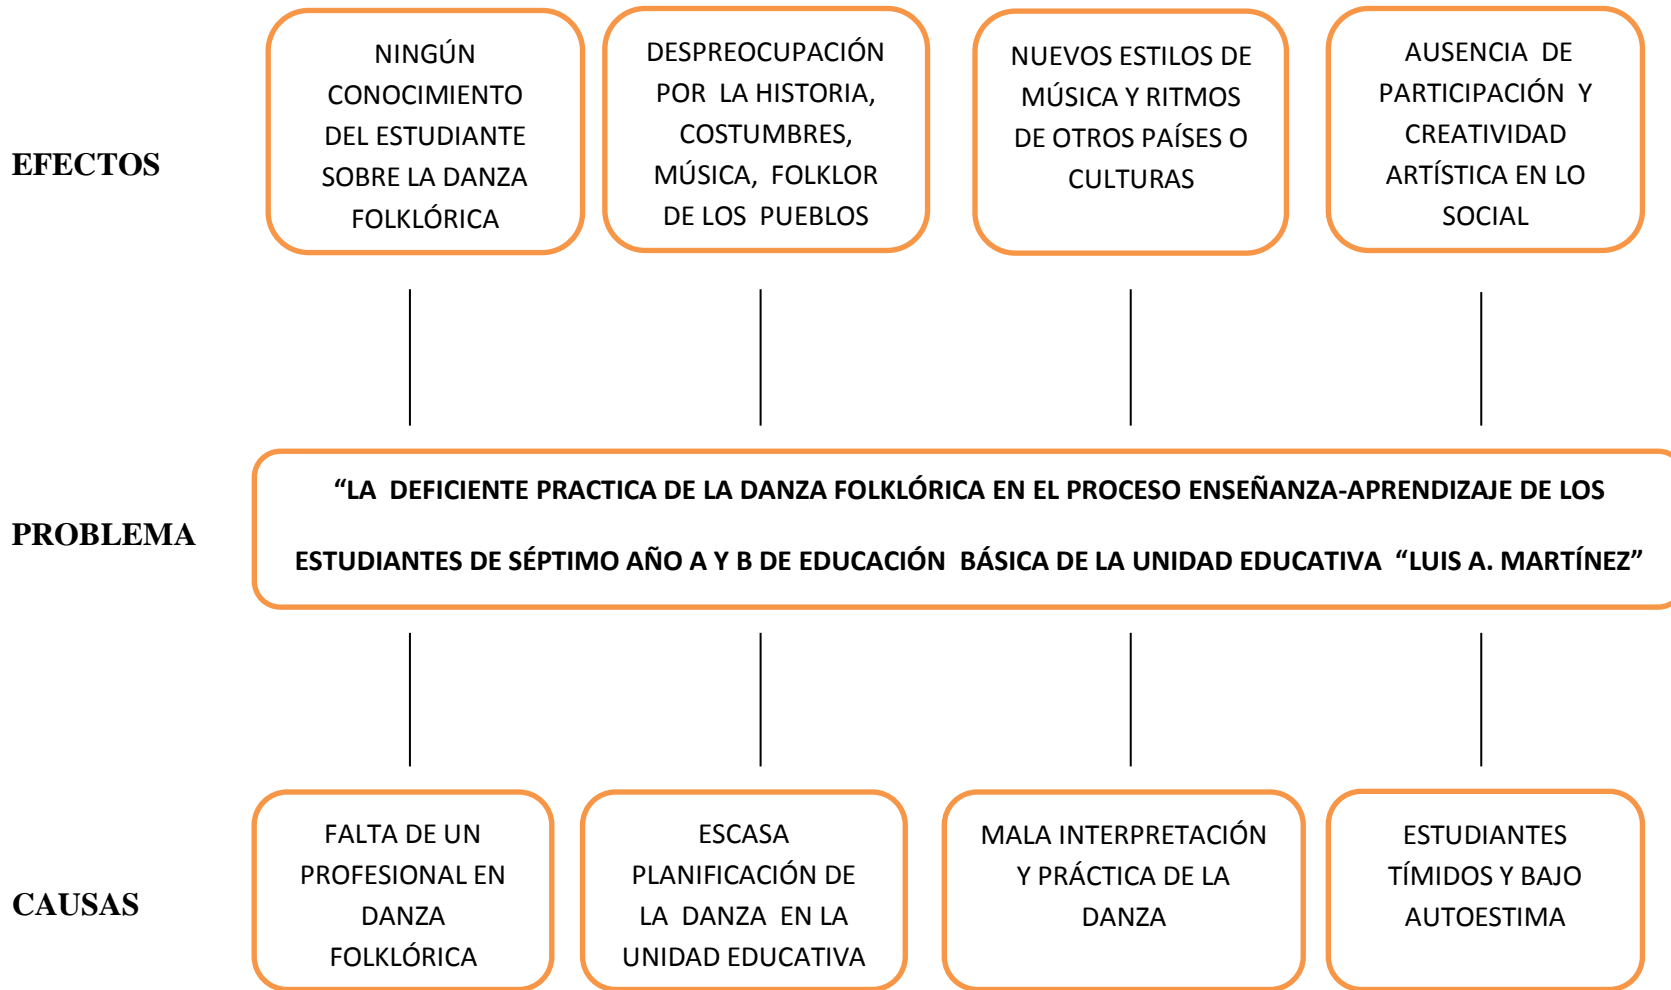 EFECTOS
NINGÚN
CONOCIMIENTO
DEL ESTUDIANTE
SOBRE LA DANZA
FOLKLÓRICA
DESPREOCUPACIÓN
POR LA HISTORIA,
COSTUMBRES,
MÚSICA, FOLKLOR
DE LOS PUEBLOS
NUEVOS ESTILOS DE
MÚSICA Y RITMOS
DE OTROS PAÍSES O
CULTURAS
AUSENCIA DE
PARTICIPACIÓN Y
CREATIVIDAD
ARTÍSTICA EN LO
SOCIAL
PROBLEMA
“LA DEFICIENTE PRACTICA DE LA DANZA FOLKLÓRICA EN EL PROCESO ENSEÑANZA-APRENDIZAJE DE LOS
ESTUDIANTES DE SÉPTIMO AÑO A Y B DE EDUCACIÓN BÁSICA DE LA UNIDAD EDUCATIVA “LUIS A. MARTÍNEZ”
CAUSAS
FALTA DE UN
PROFESIONAL EN
DANZA
FOLKLÓRICA
ESCASA
PLANIFICACIÓN DE
LA DANZA EN LA
UNIDAD EDUCATIVA
MALA INTERPRETACIÓN
Y PRÁCTICA DE LA
DANZA
ESTUDIANTES
TÍMIDOS Y BAJO
AUTOESTIMA